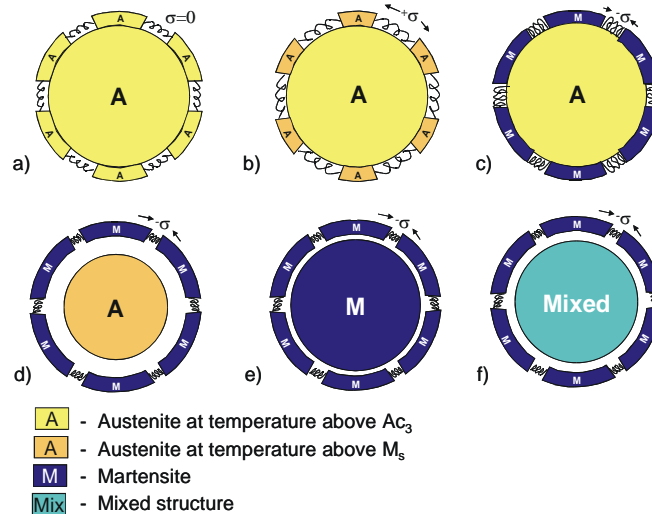 A σ=0
A A
A
A A
A
a)
A +σ
A A
A
A A
A
b)
M -σ
M M
A
M M
M
c)
M -σ
M M
A
M M
M
d)
M -σ
M M
M
M M
M
e)
M -σ
M M
Mixed
M M
M
f)
A - Austenite at temperature above Ac₃
A - Austenite at temperature above Mₛ
M - Martensite
Mix - Mixed structure